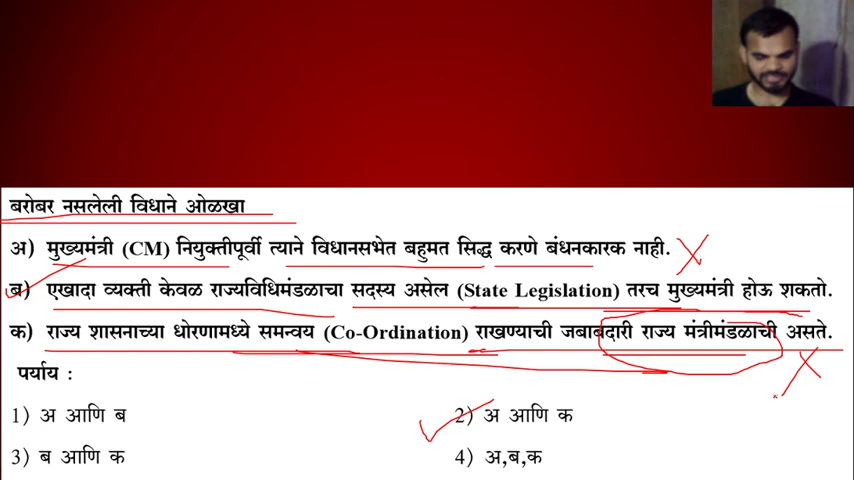 बरोबर नसलेली विधाने ओळखा
अ) मुख्यमंत्री (CM) नियुक्तीपूर्वी त्याने विधानसभेत बहुमत सिद्ध करणे बंधनकारक नाही.
ब) एखादा व्यक्ती केवळ राज्यविधिमंडळाचा सदस्य असेल (State Legislation) तरच मुख्यमंत्री होऊ शकतो.
क) राज्य शासनाच्या धोरणामध्ये समन्वय (Co-Ordination) राखण्याची जबाबदारी राज्य मंत्रीमंडळाची असते.
पर्याय :
1) अ आणि ब 2) अ आणि क
3) ब आणि क 4) अ,ब,क